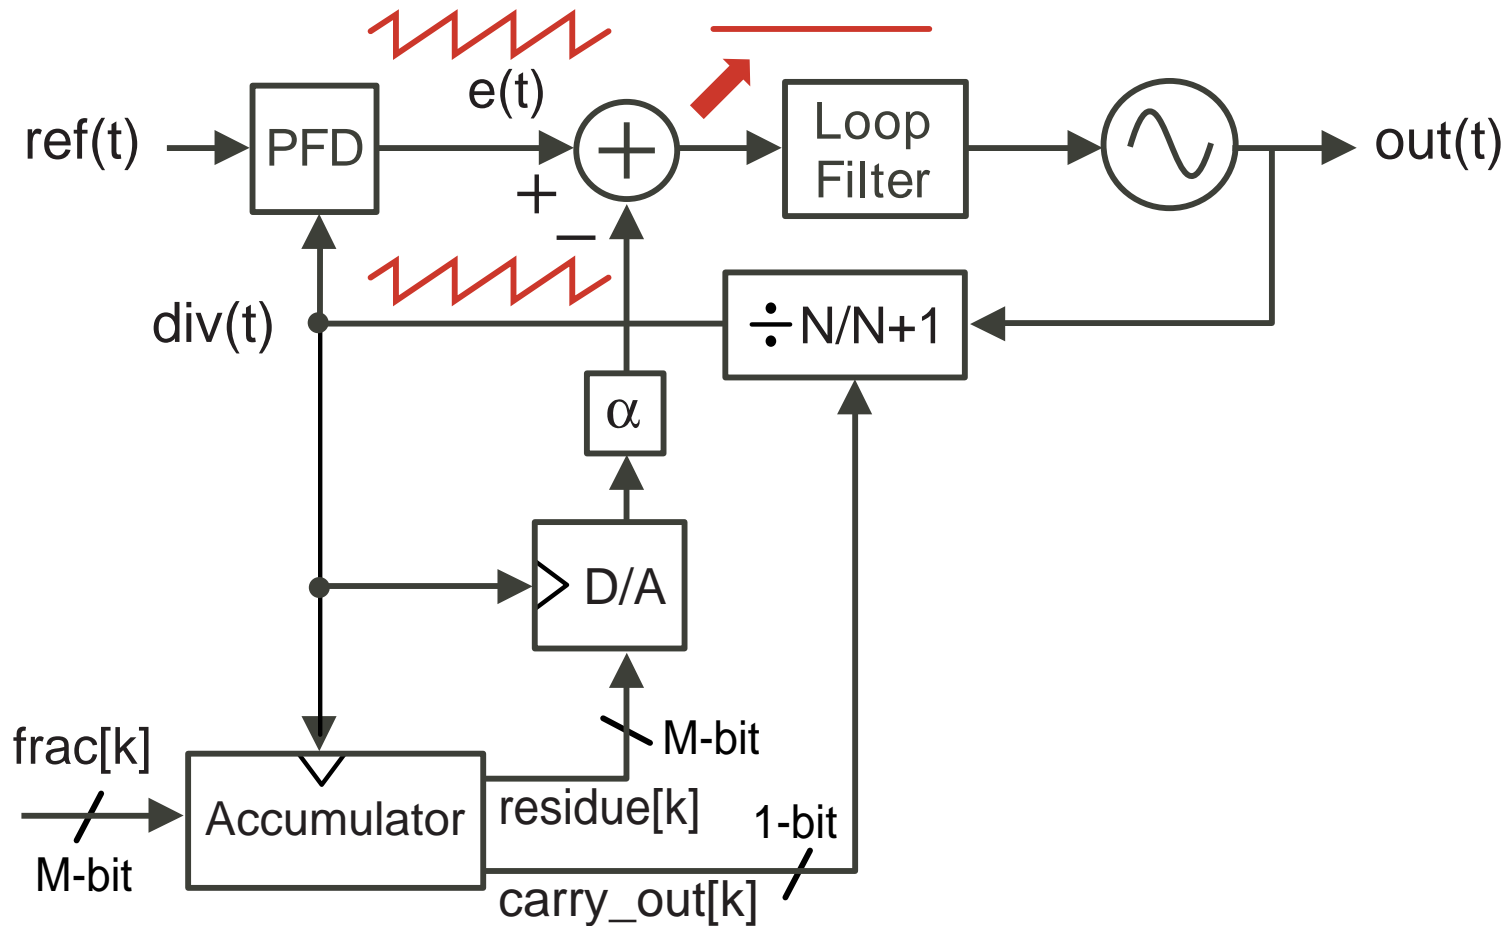 e(t)
ref(t)
PFD
+
Loop
Filter
out(t)
+
−
div(t)
÷ N/N+1
α
D/A
frac[k]
M-bit
Accumulator
residue[k]
1-bit
M-bit
carry_out[k]